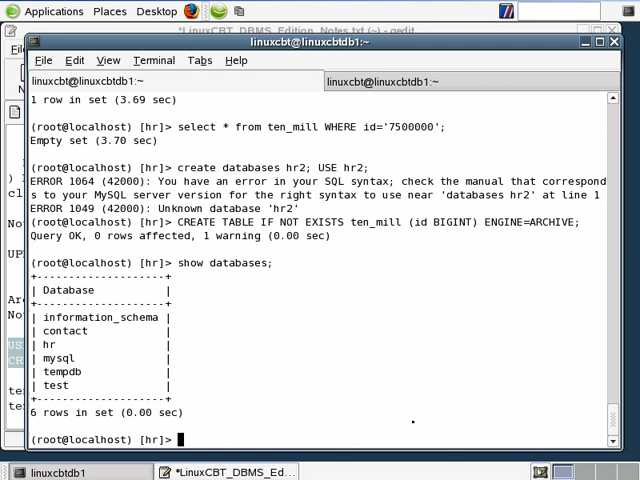 Applications Places Desktop
*LinuxCBT_DBMS_Edition_Notes.txt (~) - gedit
linuxcbt@linuxcbtdb1:~
File Edit View Terminal Tabs Help
linuxcbt@linuxcbtdb1:~ linuxcbt@linuxcbtdb1:~
1 row in set (3.69 sec)
(root@localhost) [hr]> select * from ten_mill WHERE id='7500000';
Empty set (3.70 sec)
(root@localhost) [hr]> create databases hr2; USE hr2;
ERROR 1064 (42000): You have an error in your SQL syntax; check the manual that correspond
s to your MySQL server version for the right syntax to use near 'databases hr2' at line 1
ERROR 1049 (42000): Unknown database 'hr2'
(root@localhost) [hr]> CREATE TABLE IF NOT EXISTS ten_mill (id BIGINT) ENGINE=ARCHIVE;
Query OK, 0 rows affected, 1 warning (0.00 sec)
(root@localhost) [hr]> show databases;
+--------------------+
| Database |
+--------------------+
| information_schema |
| contact |
| hr |
| mysql |
| tempdb |
| test |
+--------------------+
6 rows in set (0.00 sec)
(root@localhost) [hr]>
linuxcbtdb1 *LinuxCBT_DBMS_Ed...